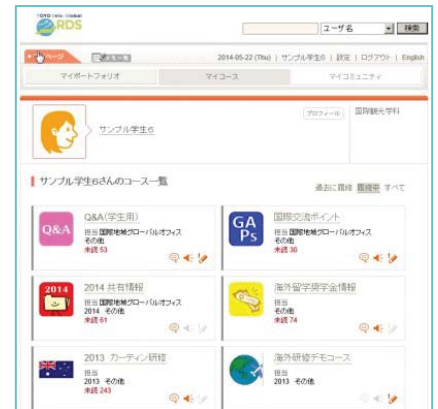 TOYO Univ. Global
RDS
ユーザ名 検索
2014-05-22 (Thu) | サンプル学生6 | 設定 | ログアウト | English
マイポートフォリオ マイコース マイコミュニティ
サンプル学生6
プロフィール
国際観光学科
サンプル学生6さんのコース一覧
過去に履修 履修中 すべて
Q&A
Q&A(学生用)
担当 国際地域グローバルオフィス
その他
未読 53
GA
Ps
国際交流ポイント
担当 国際地域グローバルオフィス
その他
未読 30
2014
2014 共有情報
担当 国際地域グローバルオフィス
2014 その他
未読 61
海外留学奨学金情報
担当
その他
未読 74
2013 カーティン研修
担当
2013 その他
未読 243
海外研修デモコース
担当
2013 その他